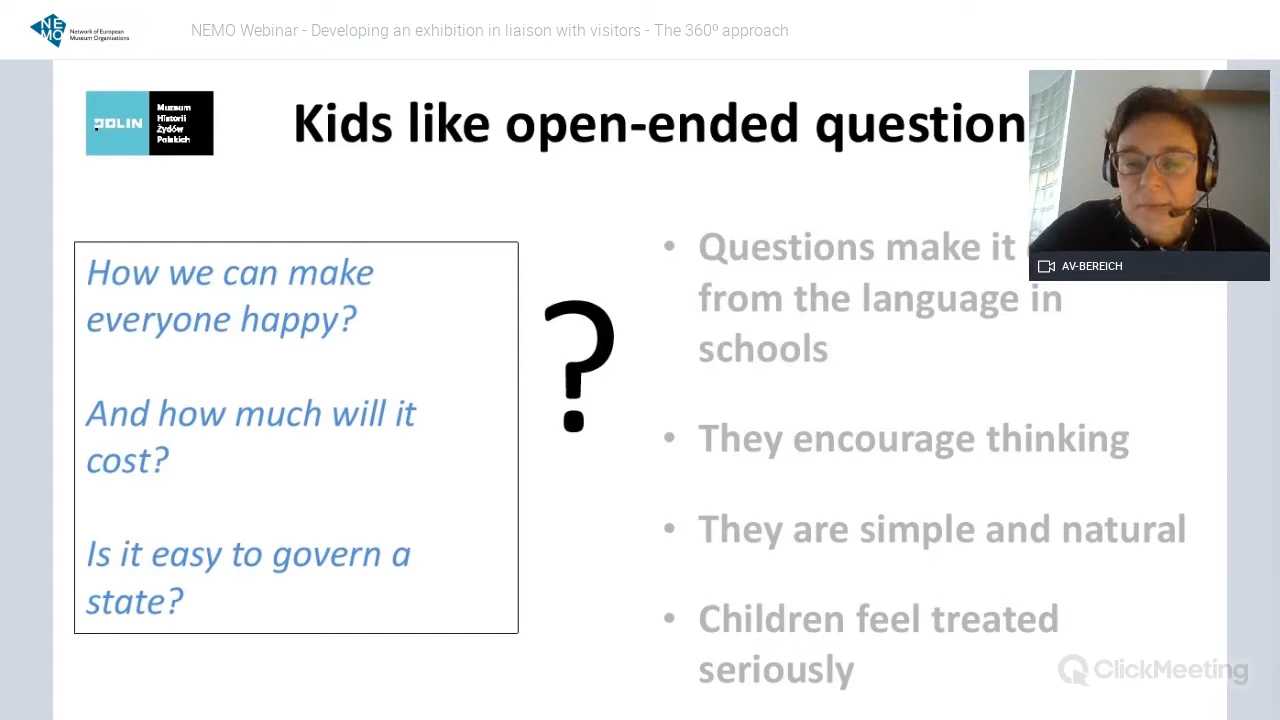 NEMO
Network of European
Museum Organisations
NEMO Webinar - Developing an exhibition in liaison with visitors - The 360º approach
POLIN
Muzeum
Historii
Żydów
Polskich
Kids like open-ended question
How we can make
everyone happy?
And how much will it
cost?
Is it easy to govern a
state?
?
• Questions make it
from the language in
schools
• They encourage thinking
• They are simple and natural
• Children feel treated
seriously
AV-BEREICH
ClickMeeting